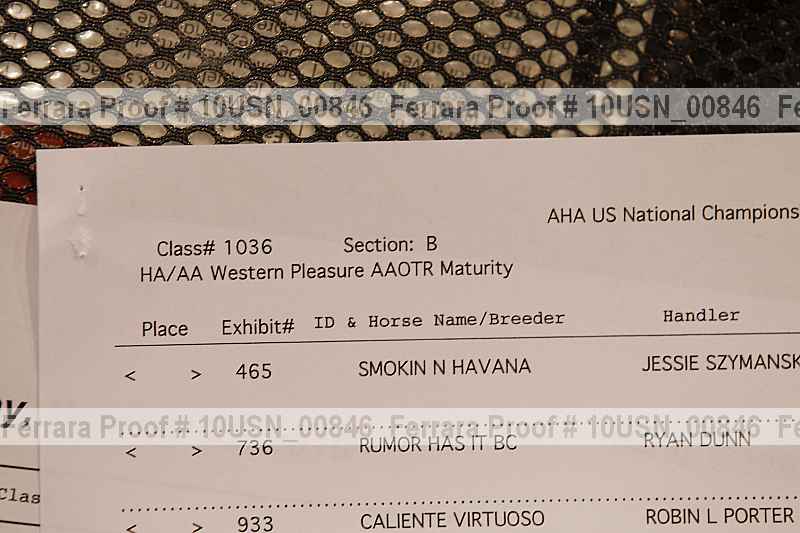 Ferrara Proof # 10USN_00846 Ferrara Proof # 10USN_00846
AHA US National Champions
Class# 1036 Section: B
HA/AA Western Pleasure AAOTR Maturity
Place Exhibit# ID & Horse Name/Breeder Handler
< > 465 SMOKIN N HAVANA JESSIE SZYMANSK
Ferrara Proof # 10USN_00846 Ferrara Proof # 10USN_00846
< > 736 RUMOR HAS IT BC RYAN DUNN
Clas
< > 933 CALIENTE VIRTUOSO ROBIN L PORTER